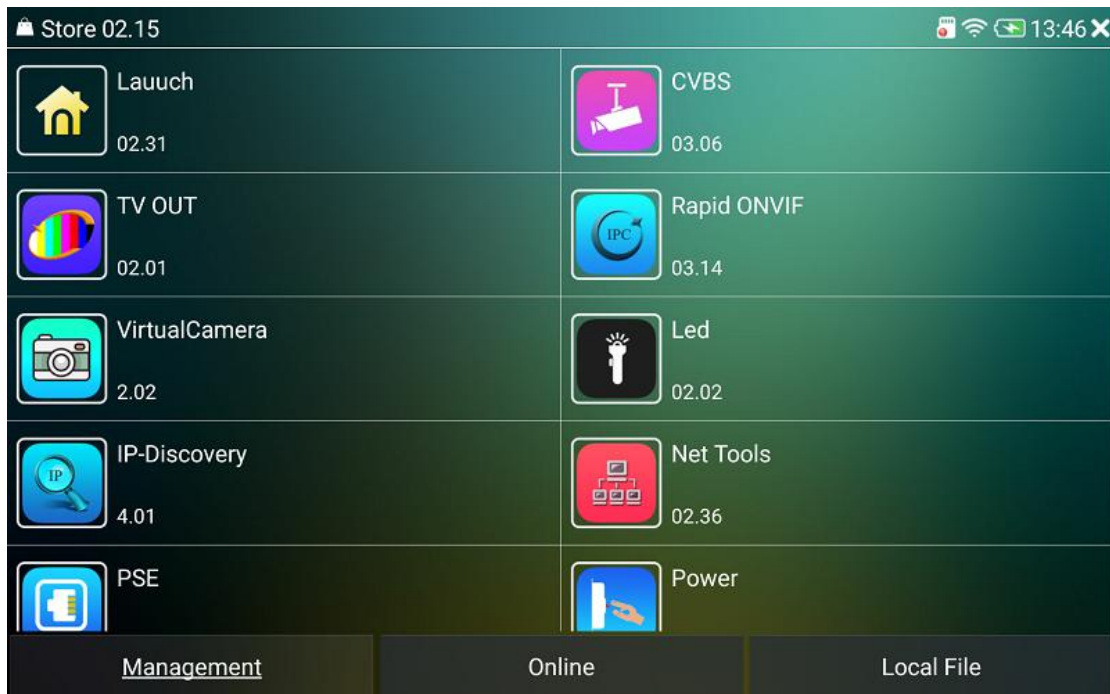 Store 02.15
13:46
Lauuch
02.31
CVBS
03.06
TV OUT
02.01
Rapid ONVIF
IPC
03.14
VirtualCamera
2.02
Led
02.02
IP-Discovery
IP
4.01
Net Tools
02.36
PSE
Power
Management
Online
Local File